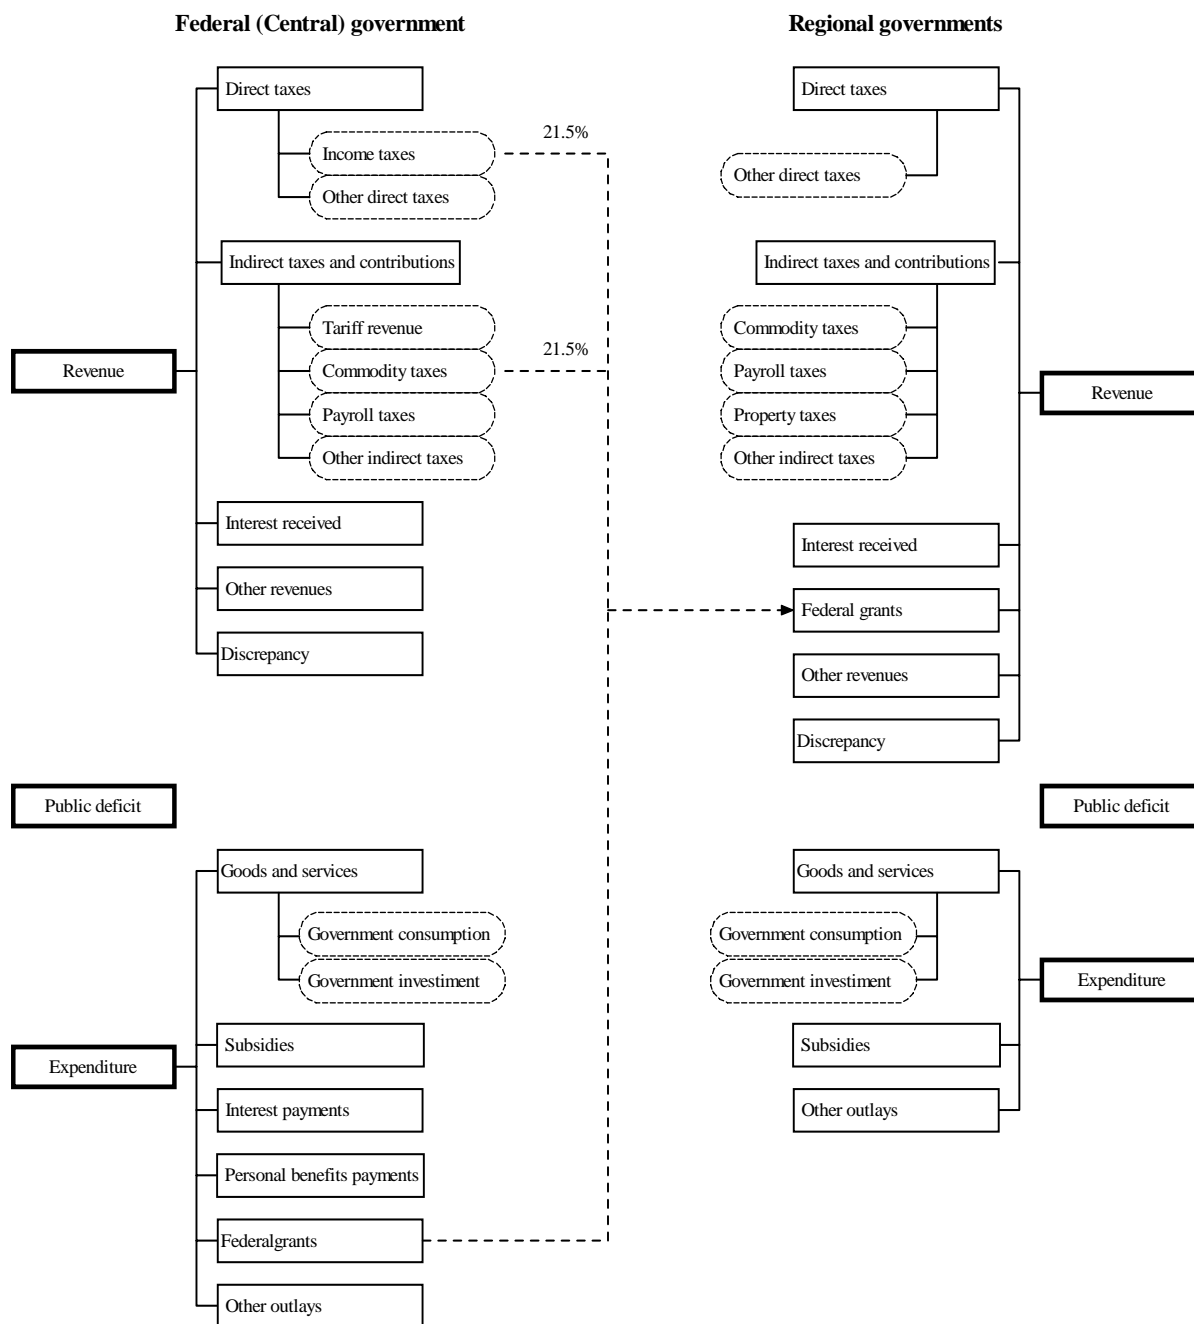 Federal (Central) government
Regional governments
Direct taxes
Income taxes
21.5%
Other direct taxes
Indirect taxes and contributions
Tariff revenue
Commodity taxes
21.5%
Payroll taxes
Other indirect taxes
Revenue
Interest received
Other revenues
Discrepancy
Public deficit
Goods and services
Government consumption
Government investiment
Subsidies
Expenditure
Interest payments
Personal benefits payments
Federalgrants
Other outlays
Direct taxes
Other direct taxes
Indirect taxes and contributions
Commodity taxes
Payroll taxes
Property taxes
Other indirect taxes
Revenue
Interest received
Federal grants
Other revenues
Discrepancy
Public deficit
Goods and services
Government consumption
Government investiment
Expenditure
Subsidies
Other outlays